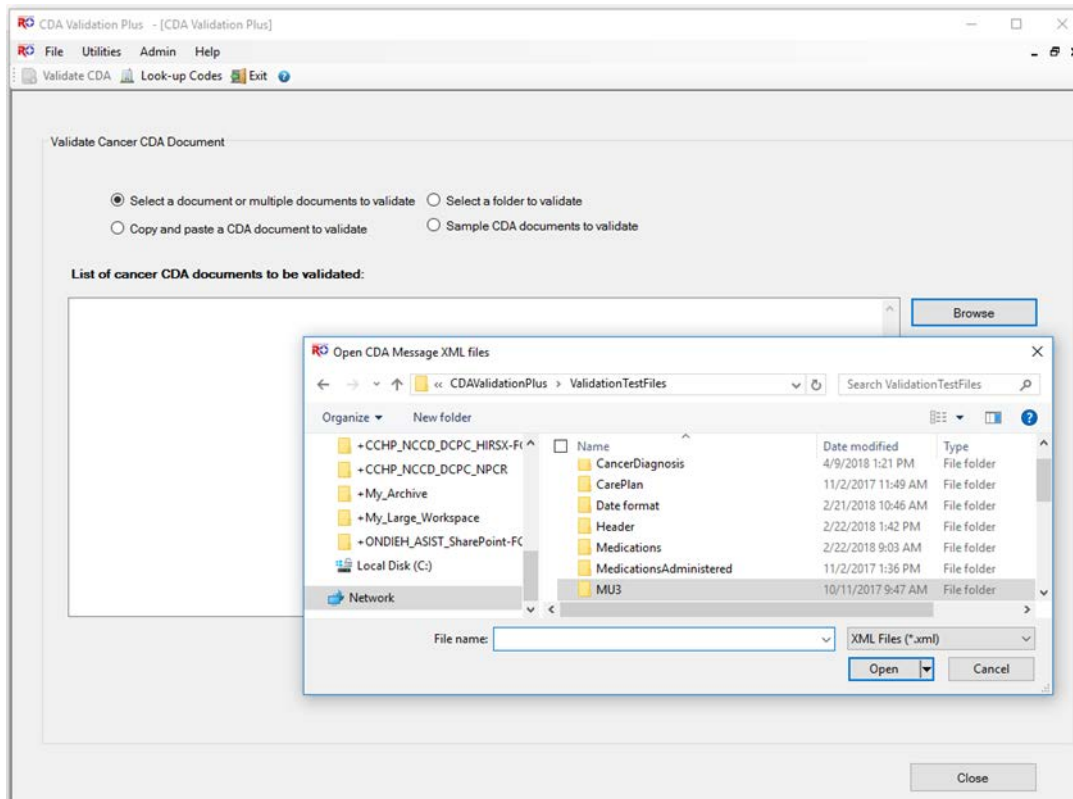 CDA Validation Plus - [CDA Validation Plus]
File Utilities Admin Help
Validate CDA Look-up Codes Exit
Validate Cancer CDA Document
Select a document or multiple documents to validate Select a folder to validate
Copy and paste a CDA document to validate Sample CDA documents to validate
List of cancer CDA documents to be validated:
Browse
Open CDA Message XML files
« CDAValidationPlus > ValidationTestFiles Search ValidationTestFiles
Organize New folder
+CCHP_NCCD_DCPC_HIRSX-F
+CCHP_NCCD_DCPC_NPCR
+My_Archive
+My_Large_Workspace
+ONDIEH_ASIST_SharePoint-F
Local Disk (C:)
Network
Name Date modified Type
CancerDiagnosis 4/9/2018 1:21 PM File folder
CarePlan 11/2/2017 11:49 AM File folder
Date format 2/21/2018 10:46 AM File folder
Header 2/22/2018 1:42 PM File folder
Medications 2/22/2018 9:03 AM File folder
MedicationsAdministered 11/2/2017 1:36 PM File folder
MU3 10/11/2017 9:47 AM File folder
File name: XML Files (*.xml)
Open Cancel
Close